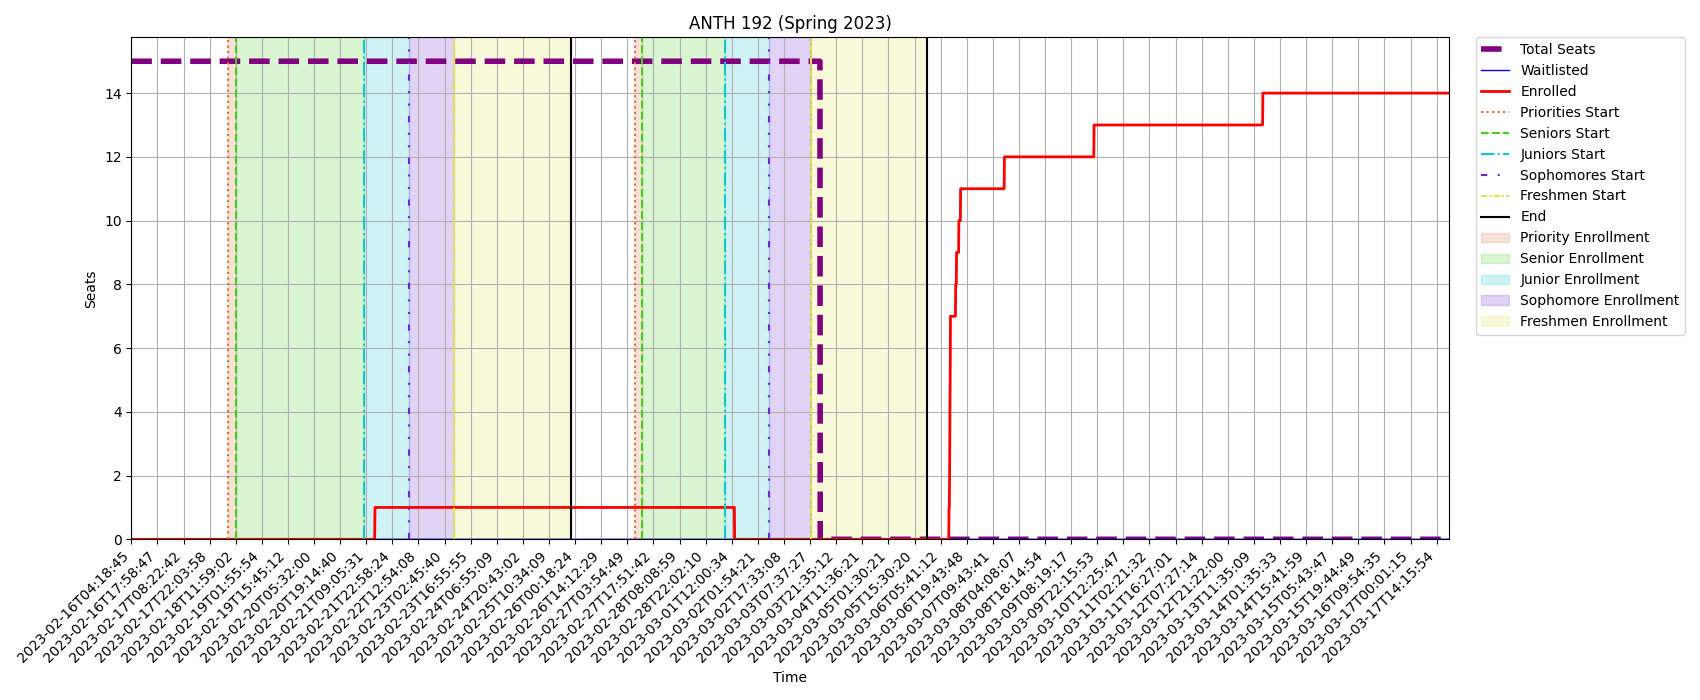 ANTH 192 (Spring 2023)
Seats
14
12
10
8
6
4
2
0
2023-02-16T04:18:45
2023-02-16T17:58:47
2023-02-17T08:22:42
2023-02-17T22:03:58
2023-02-18T11:59:02
2023-02-19T01:55:54
2023-02-19T15:45:12
2023-02-20T05:32:00
2023-02-20T19:14:40
2023-02-21T09:05:31
2023-02-21T22:58:24
2023-02-22T12:54:08
2023-02-23T02:45:40
2023-02-23T16:55:55
2023-02-24T06:55:09
2023-02-24T20:43:02
2023-02-25T10:34:09
2023-02-26T00:18:24
2023-02-26T14:12:29
2023-02-27T03:54:49
2023-02-27T17:51:42
2023-02-28T08:08:59
2023-02-28T22:02:10
2023-03-01T12:00:34
2023-03-02T01:54:21
2023-03-02T17:33:08
2023-03-03T07:37:27
2023-03-03T21:35:12
2023-03-04T11:36:21
2023-03-05T01:30:21
2023-03-05T15:30:20
2023-03-06T05:41:12
2023-03-06T19:43:48
2023-03-07T09:43:41
2023-03-08T04:08:07
2023-03-08T18:14:54
2023-03-09T08:19:17
2023-03-09T22:15:53
2023-03-10T12:25:47
2023-03-11T02:21:32
2023-03-11T16:27:01
2023-03-12T07:27:14
2023-03-12T21:22:00
2023-03-13T11:35:09
2023-03-14T01:35:33
2023-03-14T15:41:59
2023-03-15T05:43:47
2023-03-15T19:44:49
2023-03-16T09:54:35
2023-03-17T00:01:15
2023-03-17T14:15:54
Time
Total Seats
Waitlisted
Enrolled
Priorities Start
Seniors Start
Juniors Start
Sophomores Start
Freshmen Start
End
Priority Enrollment
Senior Enrollment
Junior Enrollment
Sophomore Enrollment
Freshmen Enrollment